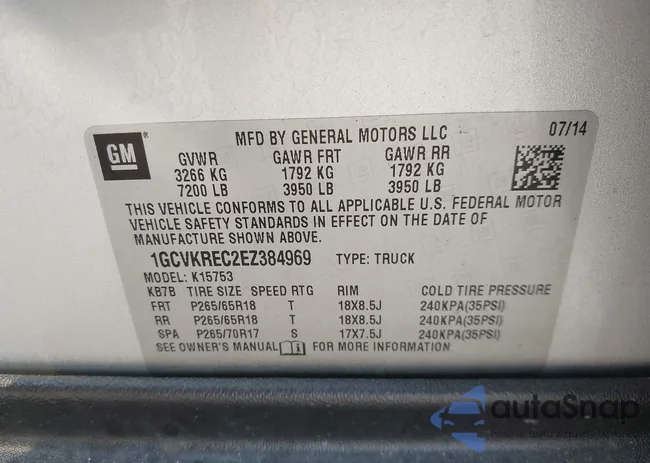 GM
MFD BY GENERAL MOTORS LLC 07/14
GVWR GAWR FRT GAWR RR
3266 KG 1792 KG 1792 KG
7200 LB 3950 LB 3950 LB
THIS VEHICLE CONFORMS TO ALL APPLICABLE U.S. FEDERAL MOTOR
VEHICLE SAFETY STANDARDS IN EFFECT ON THE DATE OF
MANUFACTURE SHOWN ABOVE.
1GCVKREC2EZ384969 TYPE: TRUCK
MODEL: K15753
KB7B TIRE SIZE SPEED RTG RIM COLD TIRE PRESSURE
FRT P265/65R18 T 18X8.5J 240KPA(35PSI)
RR P265/65R18 T 18X8.5J 240KPA(35PSI)
SPA P265/70R17 S 17X7.5J 240KPA(35PSI)
SEE OWNER'S MANUAL FOR MORE INFORMATION
autoSnap